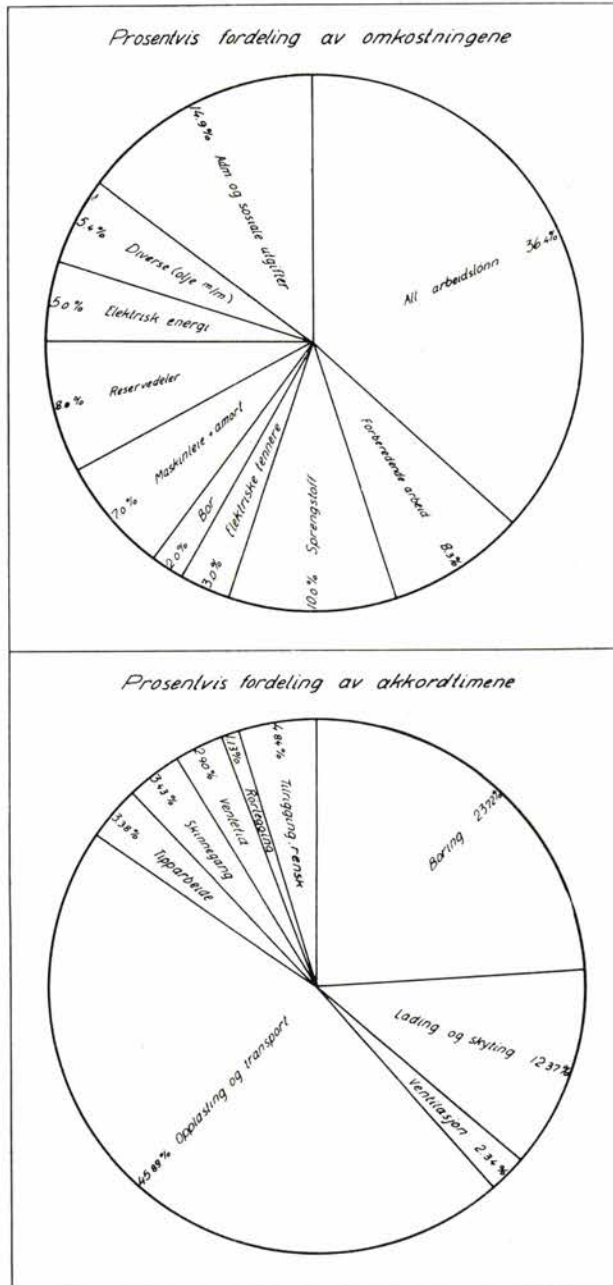 Prosentvis fordeling av omkostningene
All arbeidslønn 36.4%
Forberedende arbeid 8.3%
Sprengstoff 10.0%
Elektriske tennere 3.0%
Bor 2.0%
Maskinleie + amort 7.0%
Reservedeler 8.0%
Elektrisk energi 5.0%
Diverse (olje m/m) 5.4%
Adm og sosiale utgifter 14.9%
Prosentvis fordeling av akkordtimene
Boring 23.72%
Lading og skyting 12.37%
Ventilasjon 2.34%
Opplasting og transport 45.89%
Tipparbeide 3.38%
Skinnegang 3.43%
Ventetid 2.90%
Rørlegging 1.13%
rensk 4.84%